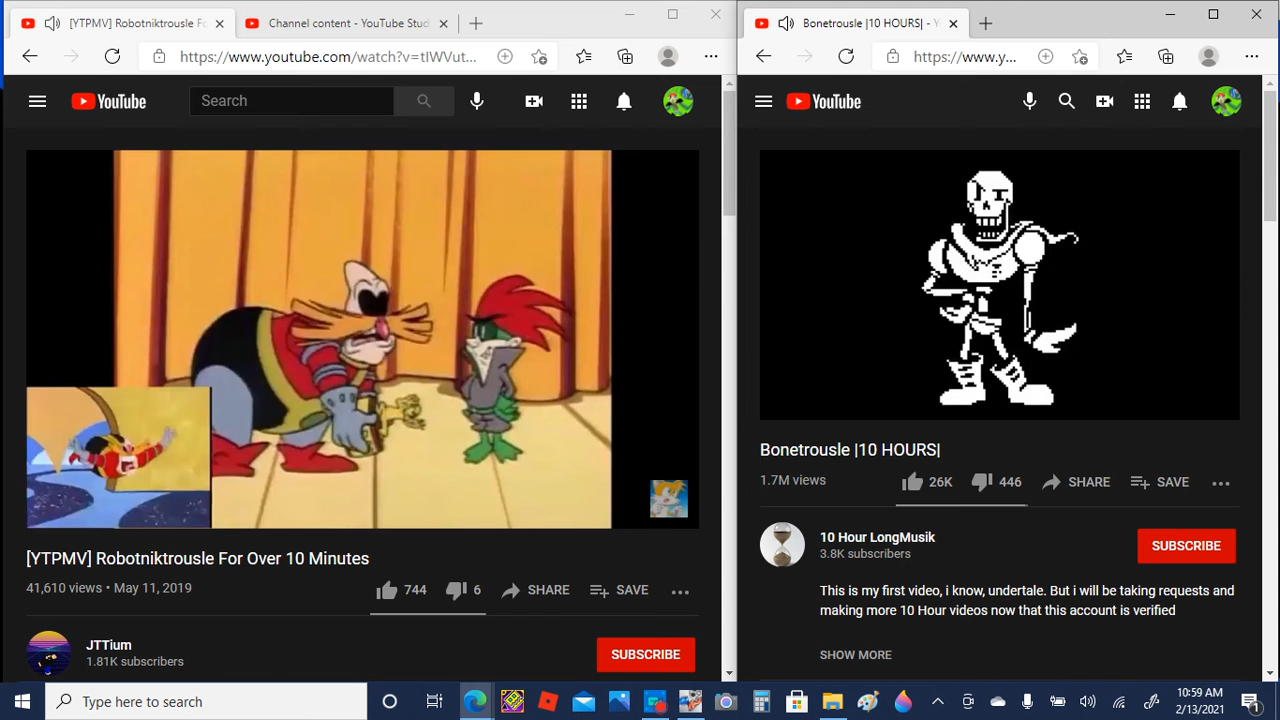 [YTPMV] Robotniktrousle Fo
Channel content - YouTube Stud
https://www.youtube.com/watch?v=tIWVut...
YouTube
Search
[YTPMV] Robotniktrousle For Over 10 Minutes
41,610 views • May 11, 2019
744
6
SHARE
SAVE
...
JTTium
1.81K subscribers
SUBSCRIBE
Bonetrousle |10 HOURS| - Y
https://www.y...
YouTube
Bonetrousle |10 HOURS|
1.7M views
26K
446
SHARE
SAVE
...
10 Hour LongMusik
3.8K subscribers
SUBSCRIBE
This is my first video, i know, undertale. But i will be taking requests and
making more 10 Hour videos now that this account is verified
SHOW MORE
Type here to search
10:59 AM
2/13/2021
1